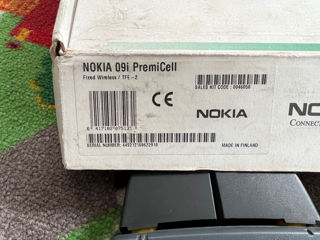 NOKIA 09i PremiCell
Fixed Wireless / TFE-2
SALES KIT CODE: 0046050
CE
NOKIA
NO
CONNECT
SERIAL NUMBER:
MADE IN FINLAND